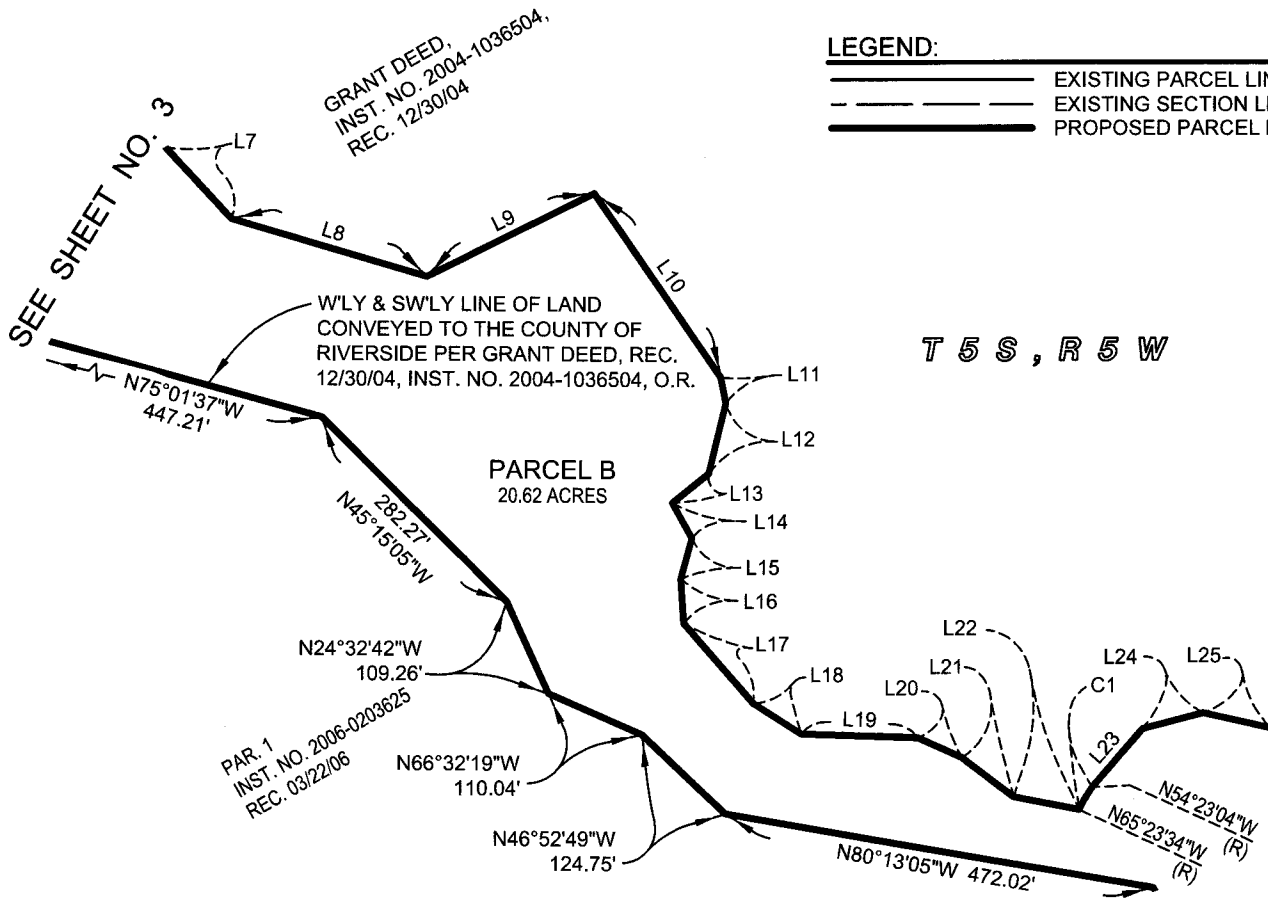 GRANT DEED,
INST. NO. 2004-1036504,
REC. 12/30/04
LEGEND:
EXISTING PARCEL LIN
EXISTING SECTION LI
PROPOSED PARCEL
SEE SHEET NO. 3
L7
L8
L9
L10
W'LY & SW'LY LINE OF LAND
CONVEYED TO THE COUNTY OF
RIVERSIDE PER GRANT DEED, REC.
12/30/04, INST. NO. 2004-1036504, O.R.
T 5 S , R 5 W
N75°01'37"W
447.21'
L11
L12
PARCEL B
20.62 ACRES
L13
L14
L15
L16
L17
L18
L19
L20
L21
L22
C1
L23
L24
L25
282.27'
N45°15'05"W
N24°32'42"W
109.26'
PAR. 1
INST. NO. 2006-0203625
REC. 03/22/06
N66°32'19"W
110.04'
N46°52'49"W
124.75'
N80°13'05"W 472.02'
N54°23'04"W
(R)
N65°23'34"W
(R)